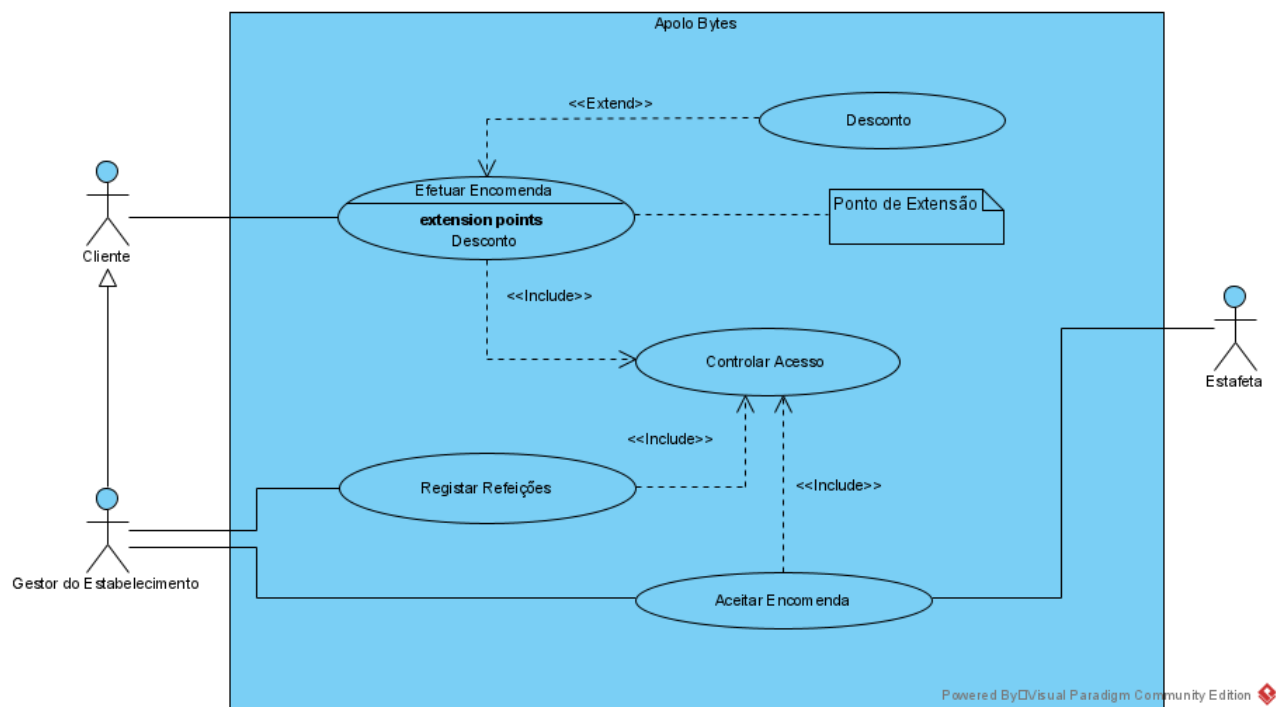 Apolo Bytes
<<Extend>>
Desconto
Efetuar Encomenda
extension points
Desconto
Ponto de Extensão
Cliente
<<Include>>
Controlar Acesso
Estafeta
<<Include>>
Registar Refeições
<<Include>>
Gestor do Estabelecimento
Aceitar Encomenda
Powered By Visual Paradigm Community Edition